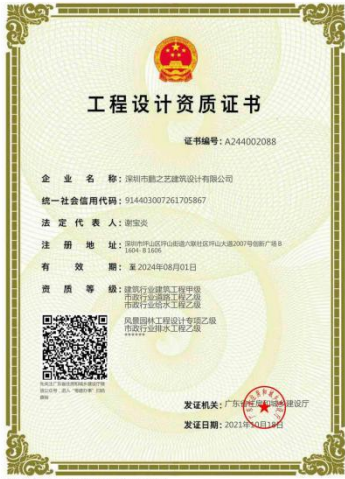 工程设计资质证书
证书编号：A244002088
企业名称：深圳市鹏之艺建筑设计有限公司
统一社会信用代码：914403007261705867
法定代表人：谢宝炎
注册地址：深圳市坪山区坪山街道六联社区坪山大道2007号创新广场B
1604-B1606
有效期：至2024年08月01日
资质等级：建筑行业建筑工程甲级
市政行业道路工程乙级
市政行业给水工程乙级
风景园林工程设计专项乙级
市政行业排水工程乙级
******
发证机关：广东省住房和城乡建设厅
发证日期：2021年10月18日